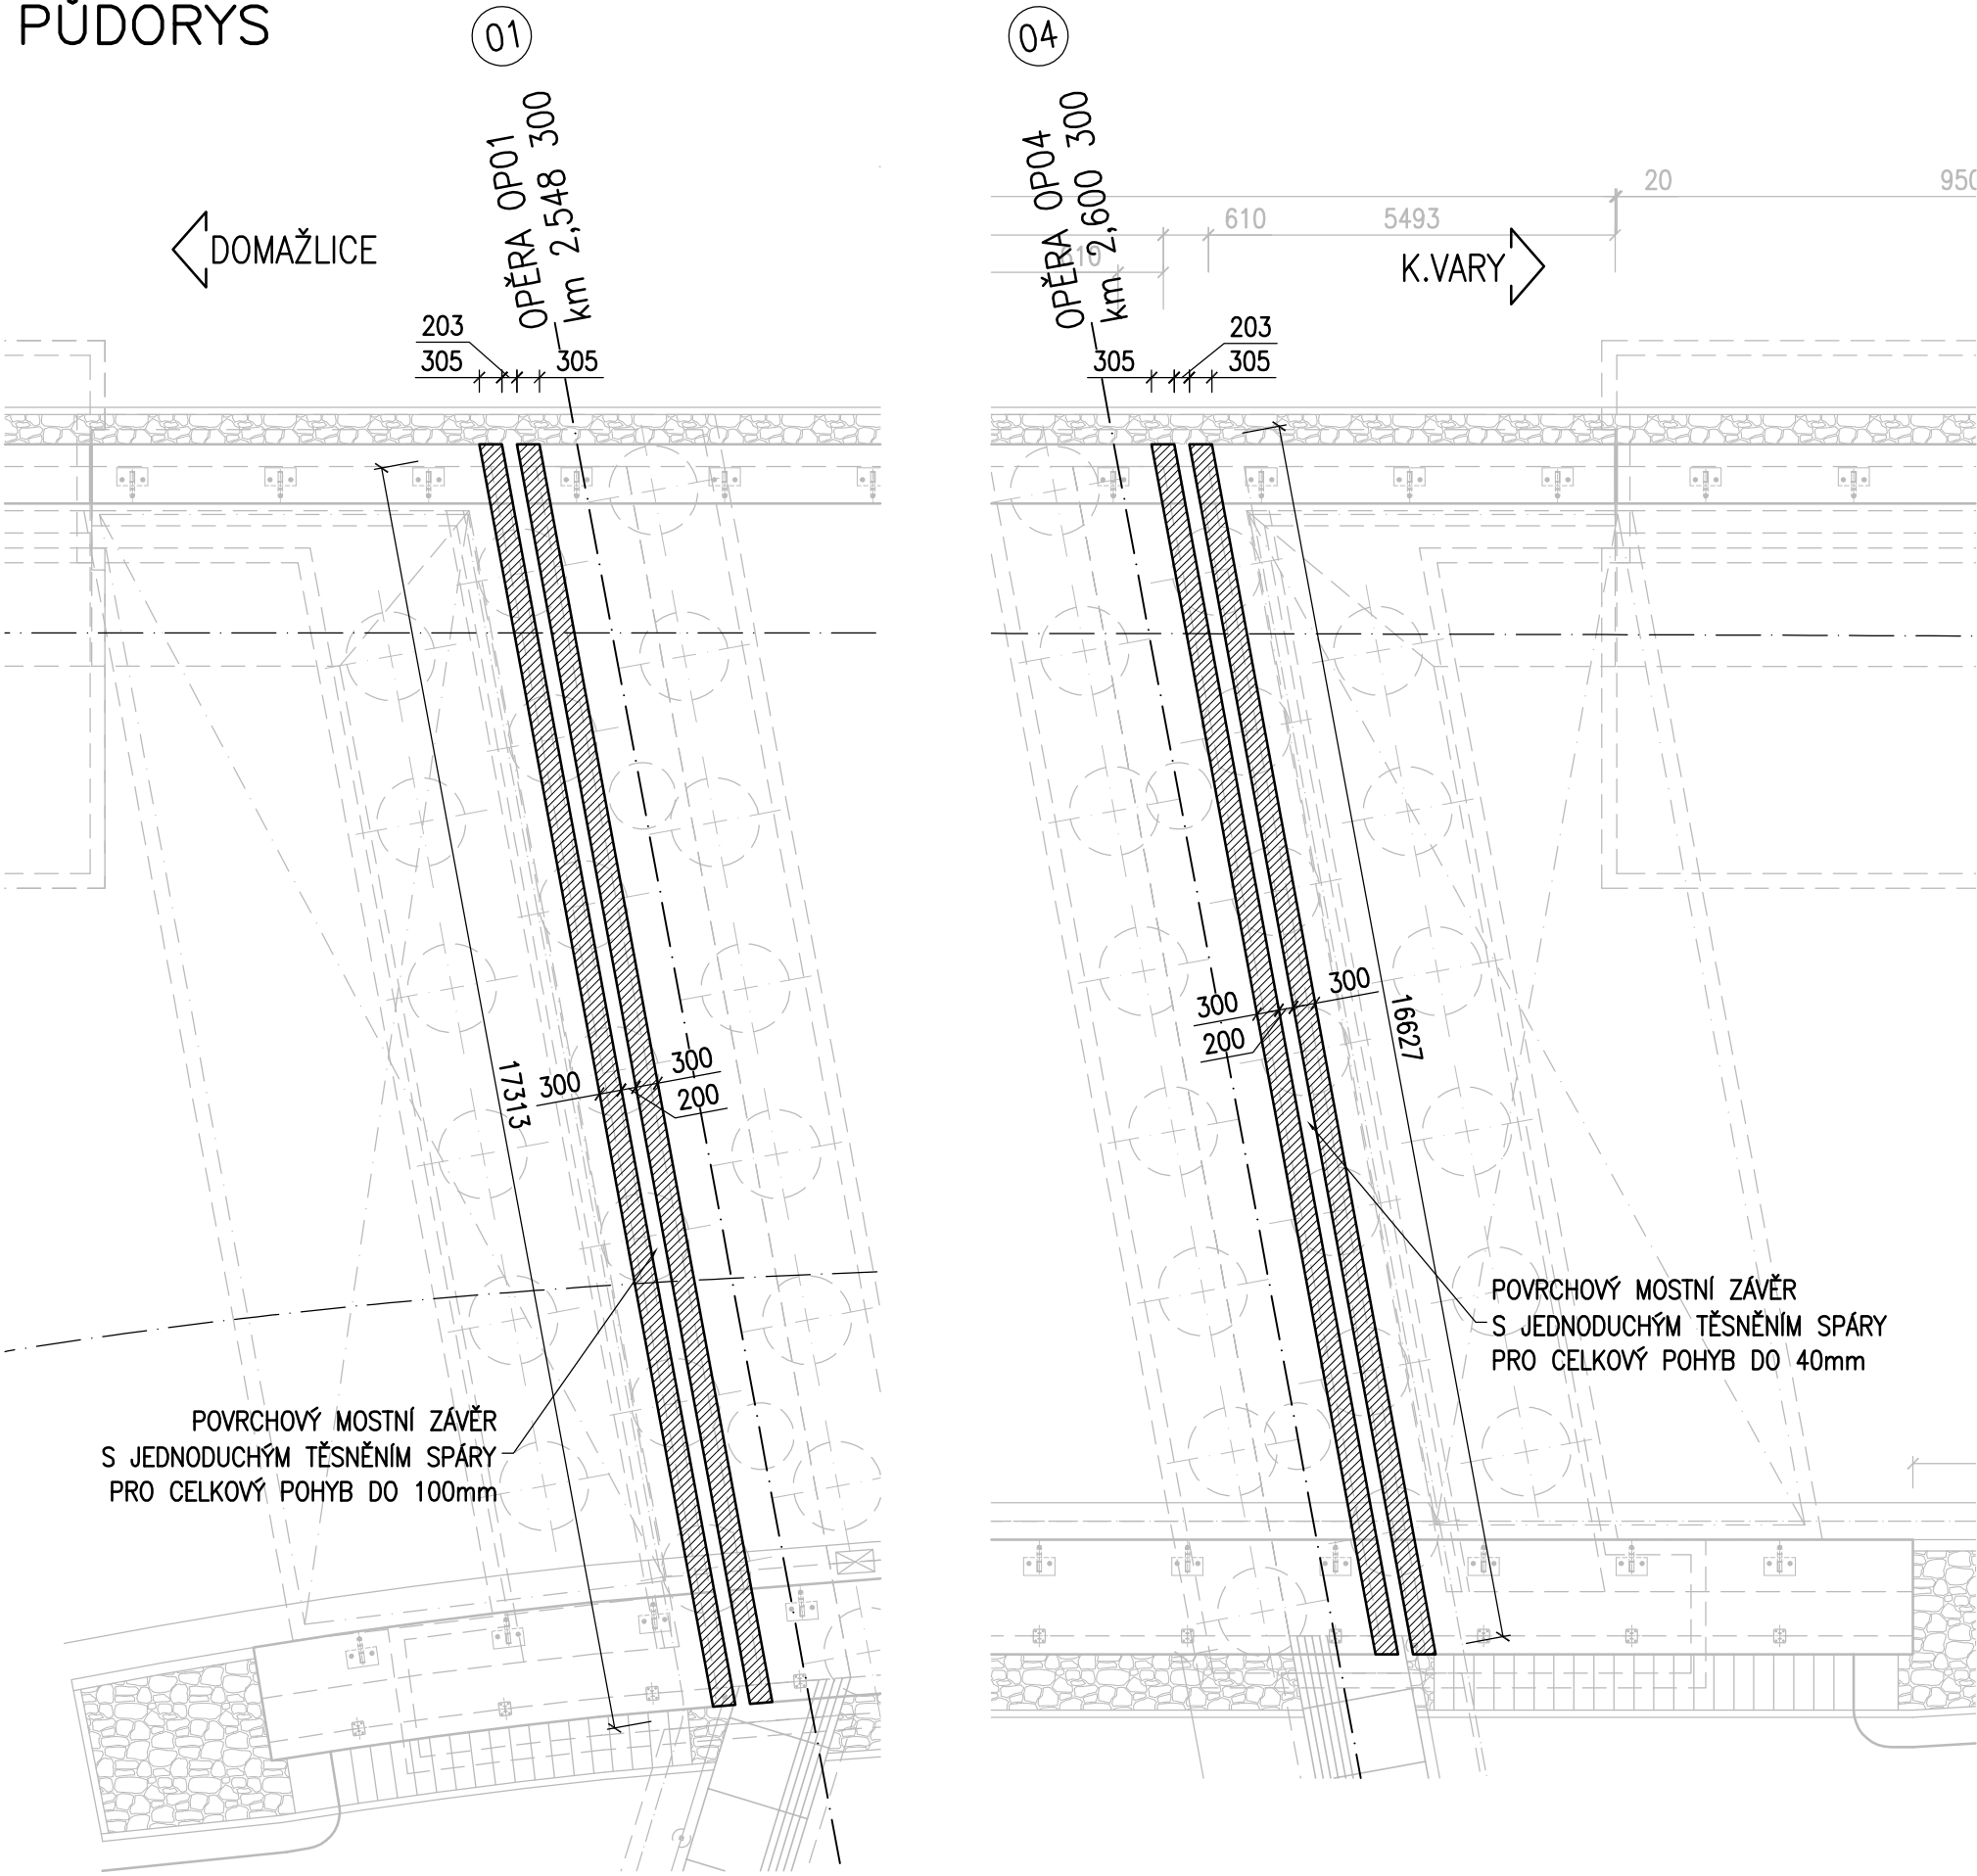 PŮDORYS
01
OPĚRA OP01
km 2,548 300
DOMAŽLICE
203
305
305
17313
300
300
200
POVRCHOVÝ MOSTNÍ ZÁVĚR
S JEDNODUCHÝM TĚSNĚNÍM SPÁRY
PRO CELKOVÝ POHYB DO 100mm
04
OPĚRA OP04
km 2,600 300
20
950
610
5493
610
K.VARY
203
305
305
300
300
200
16627
POVRCHOVÝ MOSTNÍ ZÁVĚR
S JEDNODUCHÝM TĚSNĚNÍM SPÁRY
PRO CELKOVÝ POHYB DO 40mm